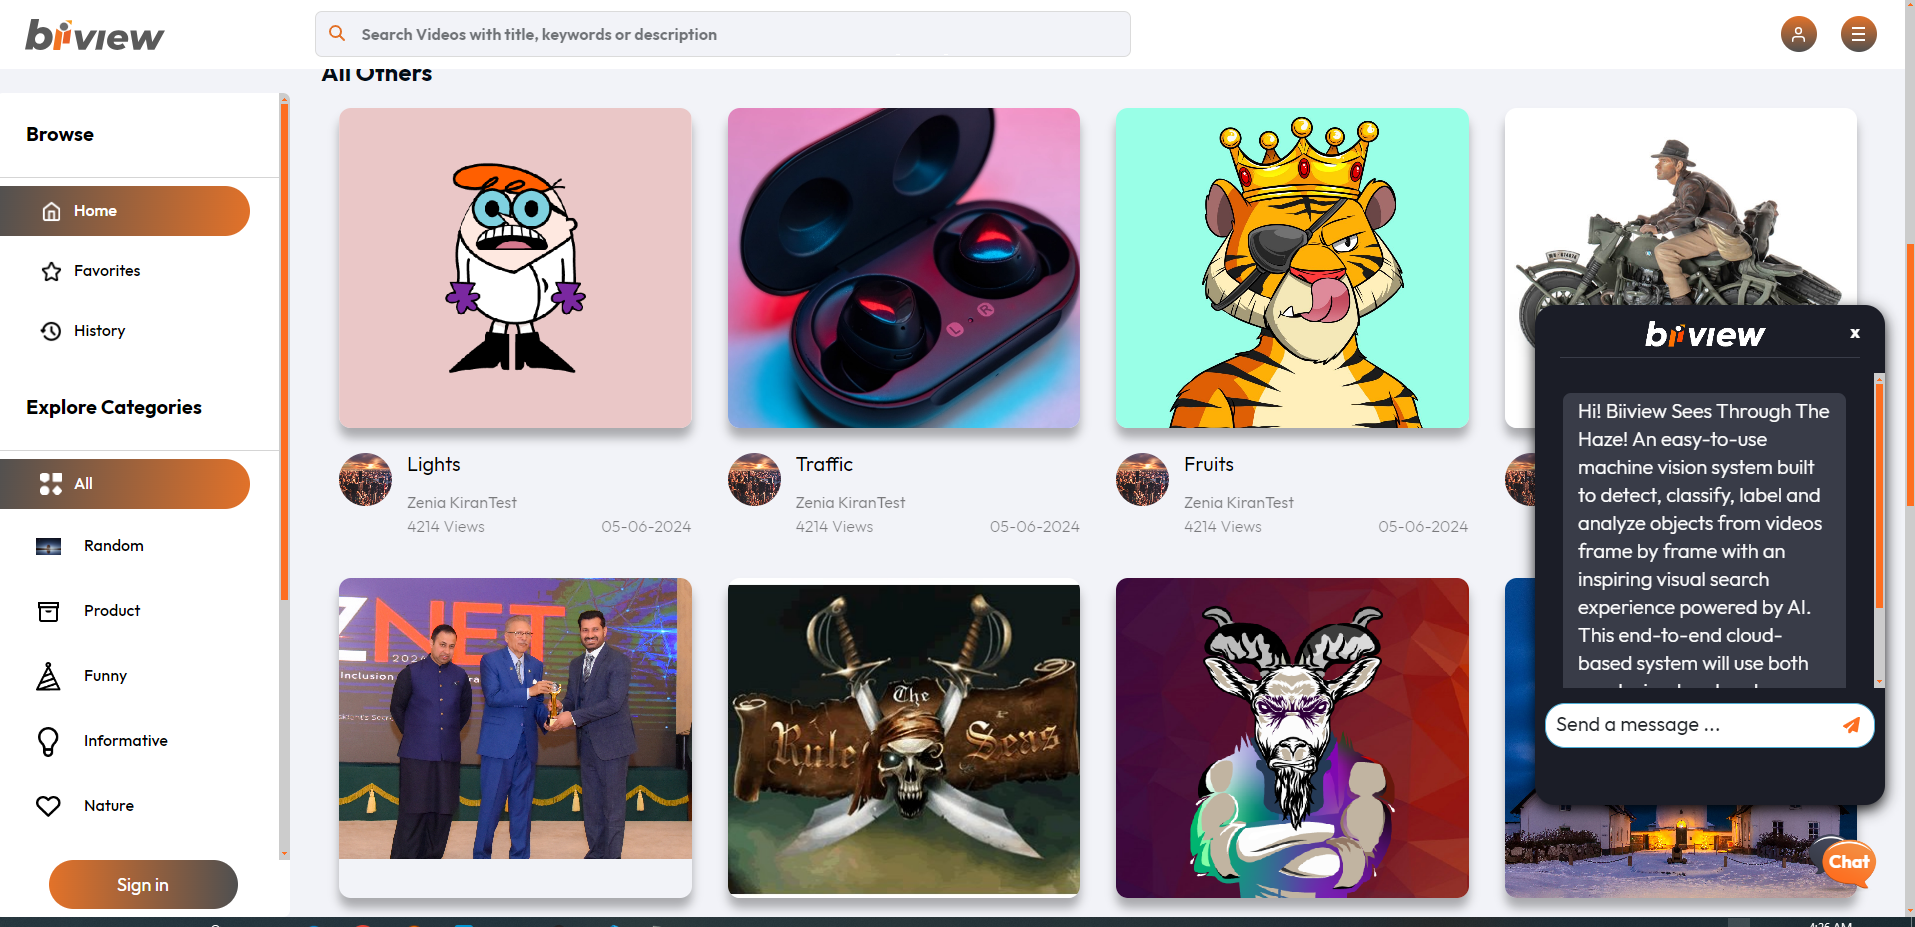 biiview
Search Videos with title, keywords or description
All Others
Browse
Home
Favorites
History
Explore Categories
All
Random
Product
Funny
Informative
Nature
Sign in
L R
Lights
Zenia KiranTest
4214 Views 05-06-2024
Traffic
Zenia KiranTest
4214 Views 05-06-2024
Fruits
Zenia KiranTest
4214 Views 05-06-2024
ZNET
2024
Inclusion
The
Rule Seas
biiview x
Hi! Biiview Sees Through The
Haze! An easy-to-use
machine vision system built
to detect, classify, label and
analyze objects from videos
frame by frame with an
inspiring visual search
experience powered by AI.
This end-to-end cloud-
based system will use both
Send a message ...
Chat
4:26 AM